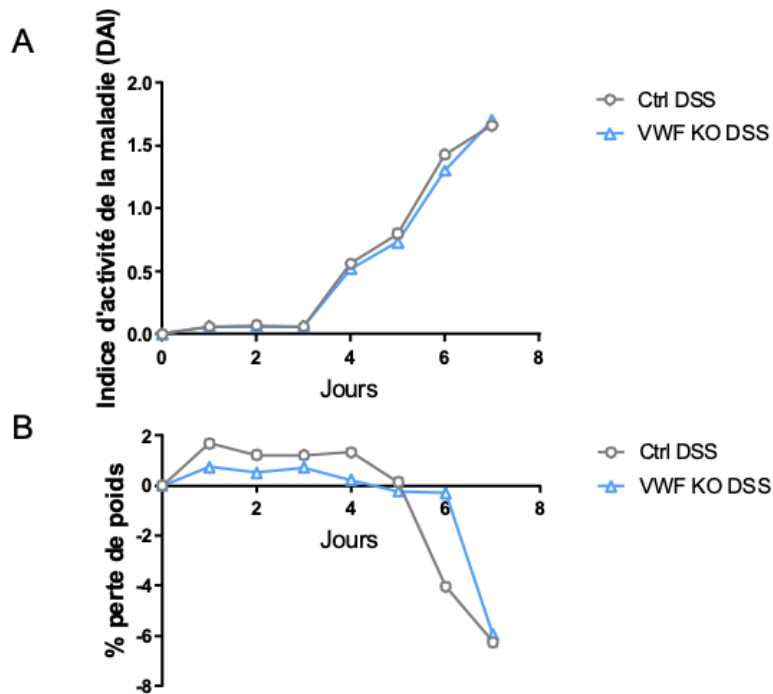 A
Indice d'activité de la maladie (DAI)
2.0
1.5
1.0
0.5
0.0
0 2 4 6 8
Jours
Ctrl DSS
VWF KO DSS
B
% perte de poids
2
0
-2
-4
-6
-8
2 4 6 8
Jours
Ctrl DSS
VWF KO DSS